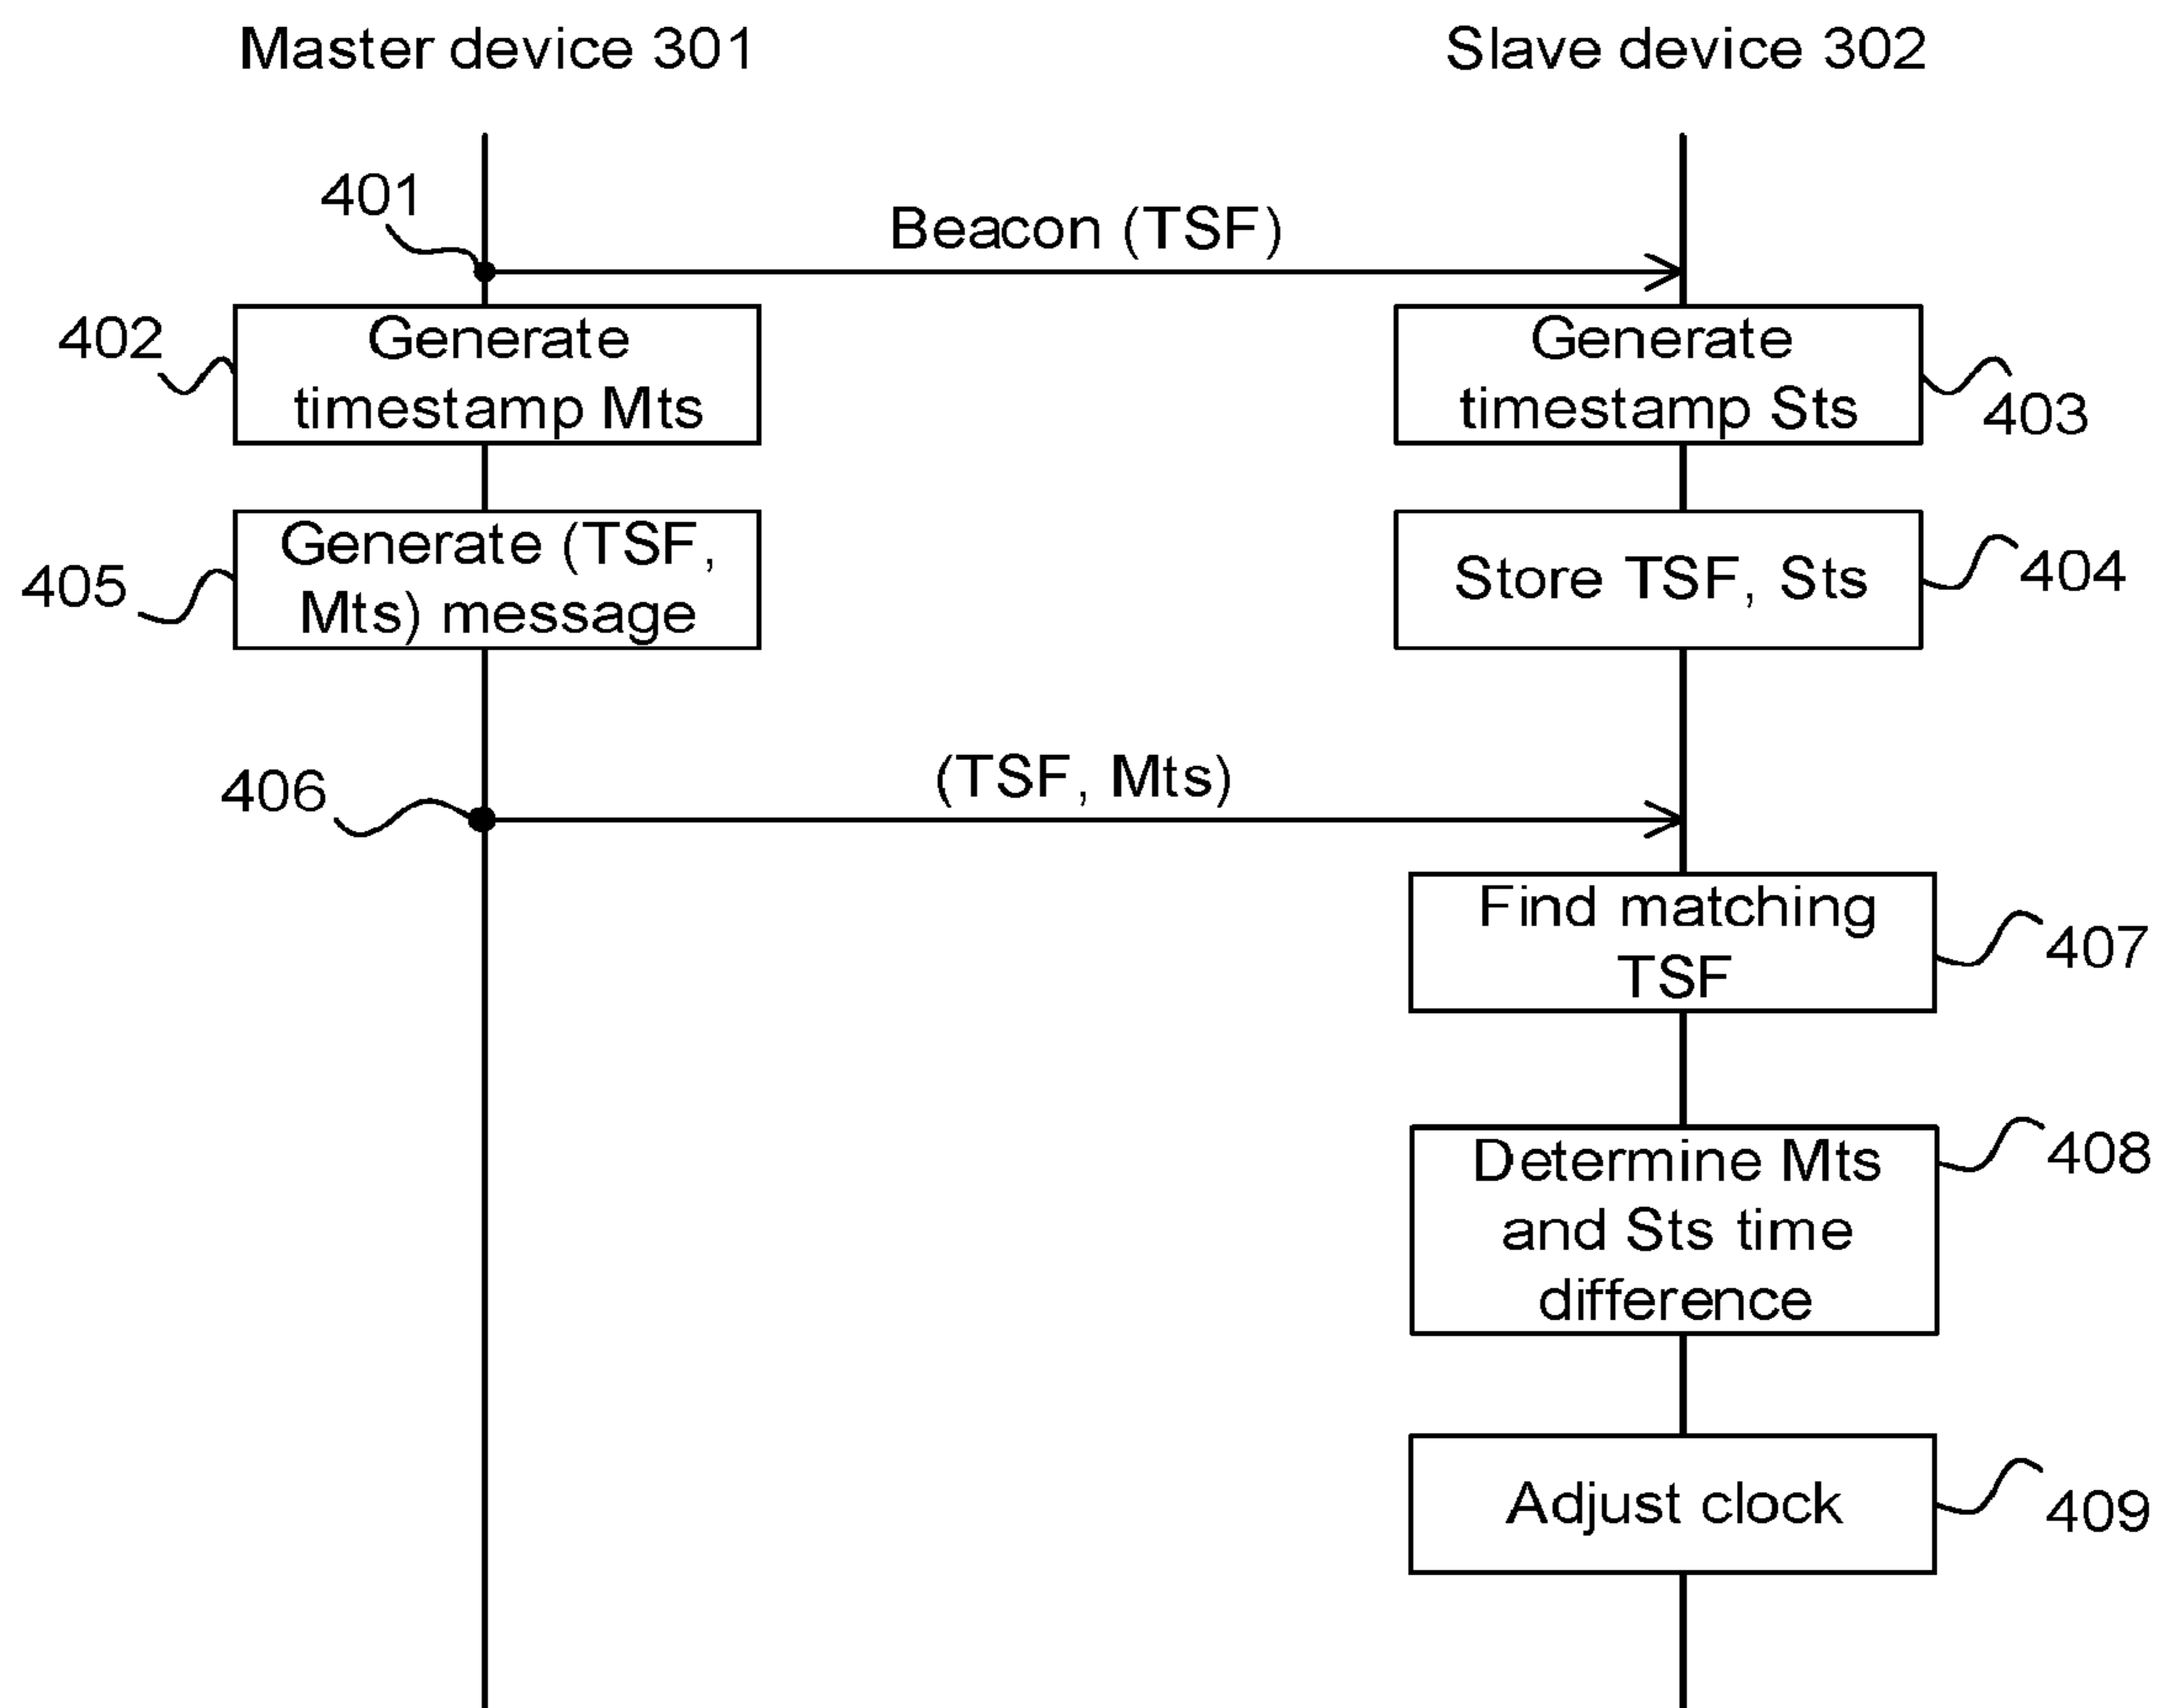 Master device 301
Slave device 302
401
Beacon (TSF)
402
Generate
timestamp Mts
Generate
timestamp Sts
403
405
Generate (TSF,
Mts) message
Store TSF, Sts
404
406
(TSF, Mts)
Find matching
TSF
407
Determine Mts
and Sts time
difference
408
Adjust clock
409